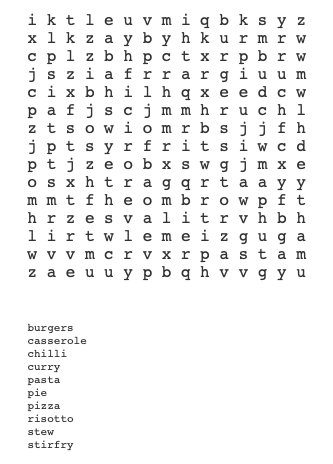 i k t l e u v m i q b k s y z
x l k z a y b y h k u r m r w
c p l z b h p c t x r p b r w
j s z i a f r r a r g i u u m
c i x b h i l h q x e e d c w
p a f j s c j m m h r u c h l
z t s o w i o m r b s j j f h
j p t s y r f r i t s i w c d
p t j z e o b x s w g j m x e
o s x h t r a g q r t a a y y
m m t f h e o m b r o w p f t
h r z e s v a l i t r v h b h
l i r t w l e m e i z g u g a
w v v m c r v x r p a s t a m
z a e u u y p b q h v v g y u
burgers
casserole
chilli
curry
pasta
pie
pizza
risotto
stew
stirfry